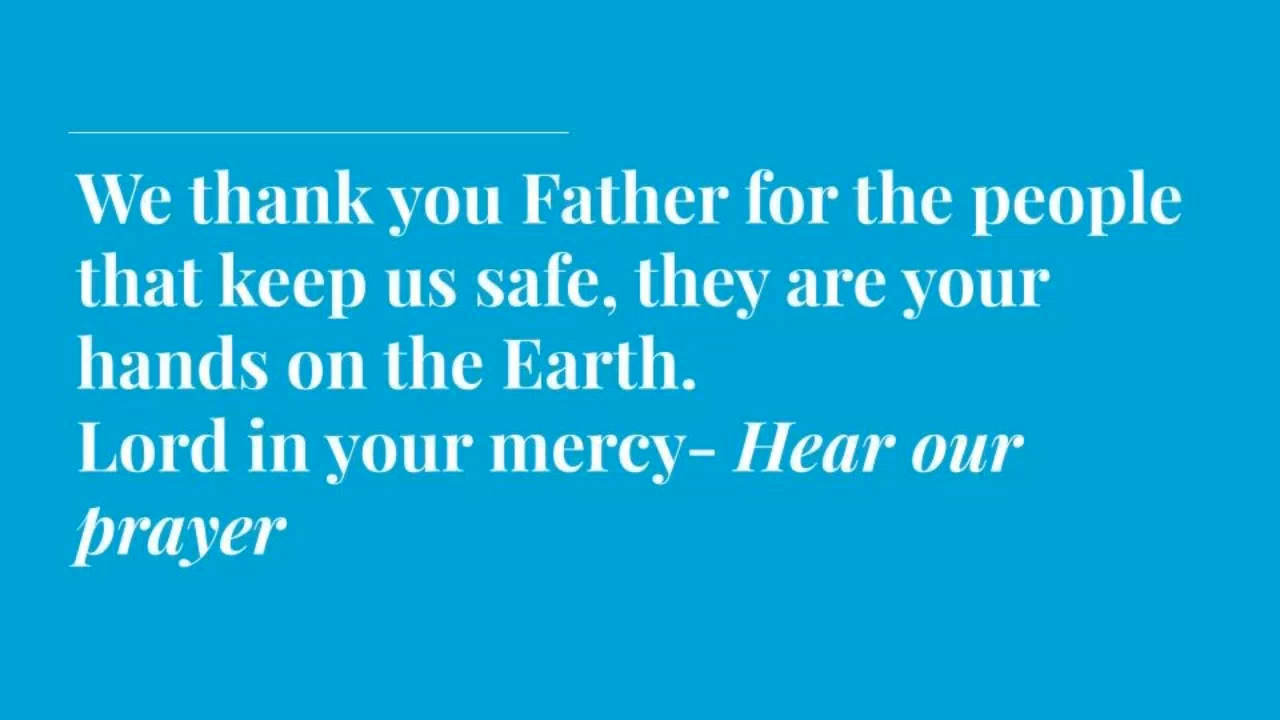 We thank you Father for the people
that keep us safe, they are your
hands on the Earth.
Lord in your mercy- Hear our
prayer